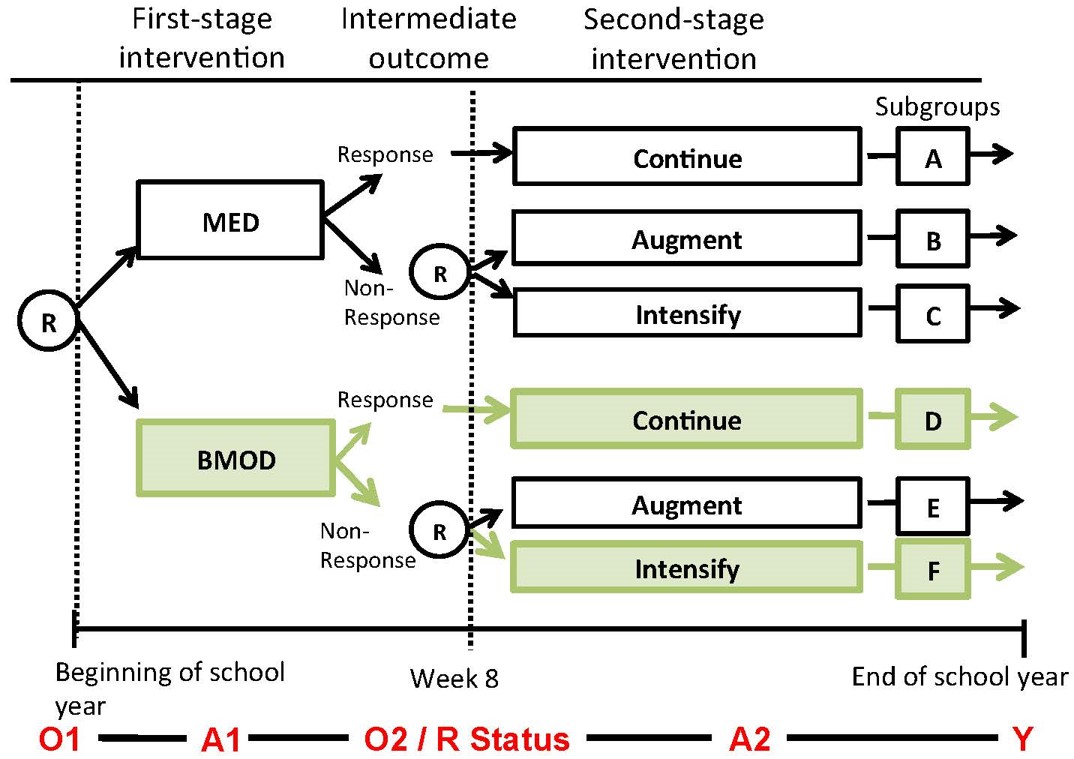 First-stage
intervention
Intermediate
outcome
Second-stage
intervention
Subgroups
Response
Continue
A
MED
Augment
B
R
Non-
Response
Intensify
C
R
Response
Continue
D
BMOD
Augment
E
Non-
Response
R
Intensify
F
Beginning of school
year
Week 8
End of school year
O1
A1
O2 / R Status
A2
Y